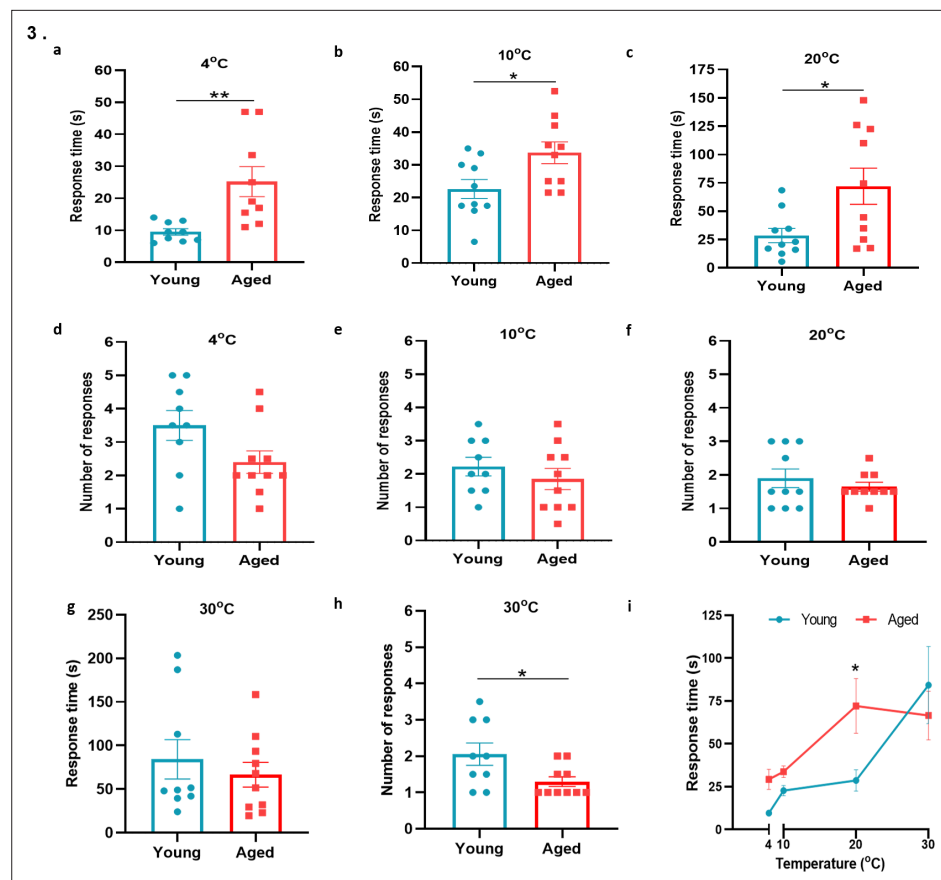 3 .
a
4°C
**
Response time (s)
60
50
40
30
20
10
0
Young Aged
b
10°C
*
Response time (s)
60
50
40
30
20
10
0
Young Aged
c
20°C
*
Response time (s)
175
150
125
100
75
50
25
0
Young Aged
d
4°C
Number of responses
6
5
4
3
2
1
0
Young Aged
e
10°C
Number of responses
6
5
4
3
2
1
0
Young Aged
f
20°C
Number of responses
6
5
4
3
2
1
0
Young Aged
g
30°C
Response time (s)
250
200
150
100
50
0
Young Aged
h
30°C
*
Number of responses
6
5
4
3
2
1
0
Young Aged
i
Young Aged
*
Response time (s)
125
100
75
50
25
0
4 10 20 30
Temperature (°C)